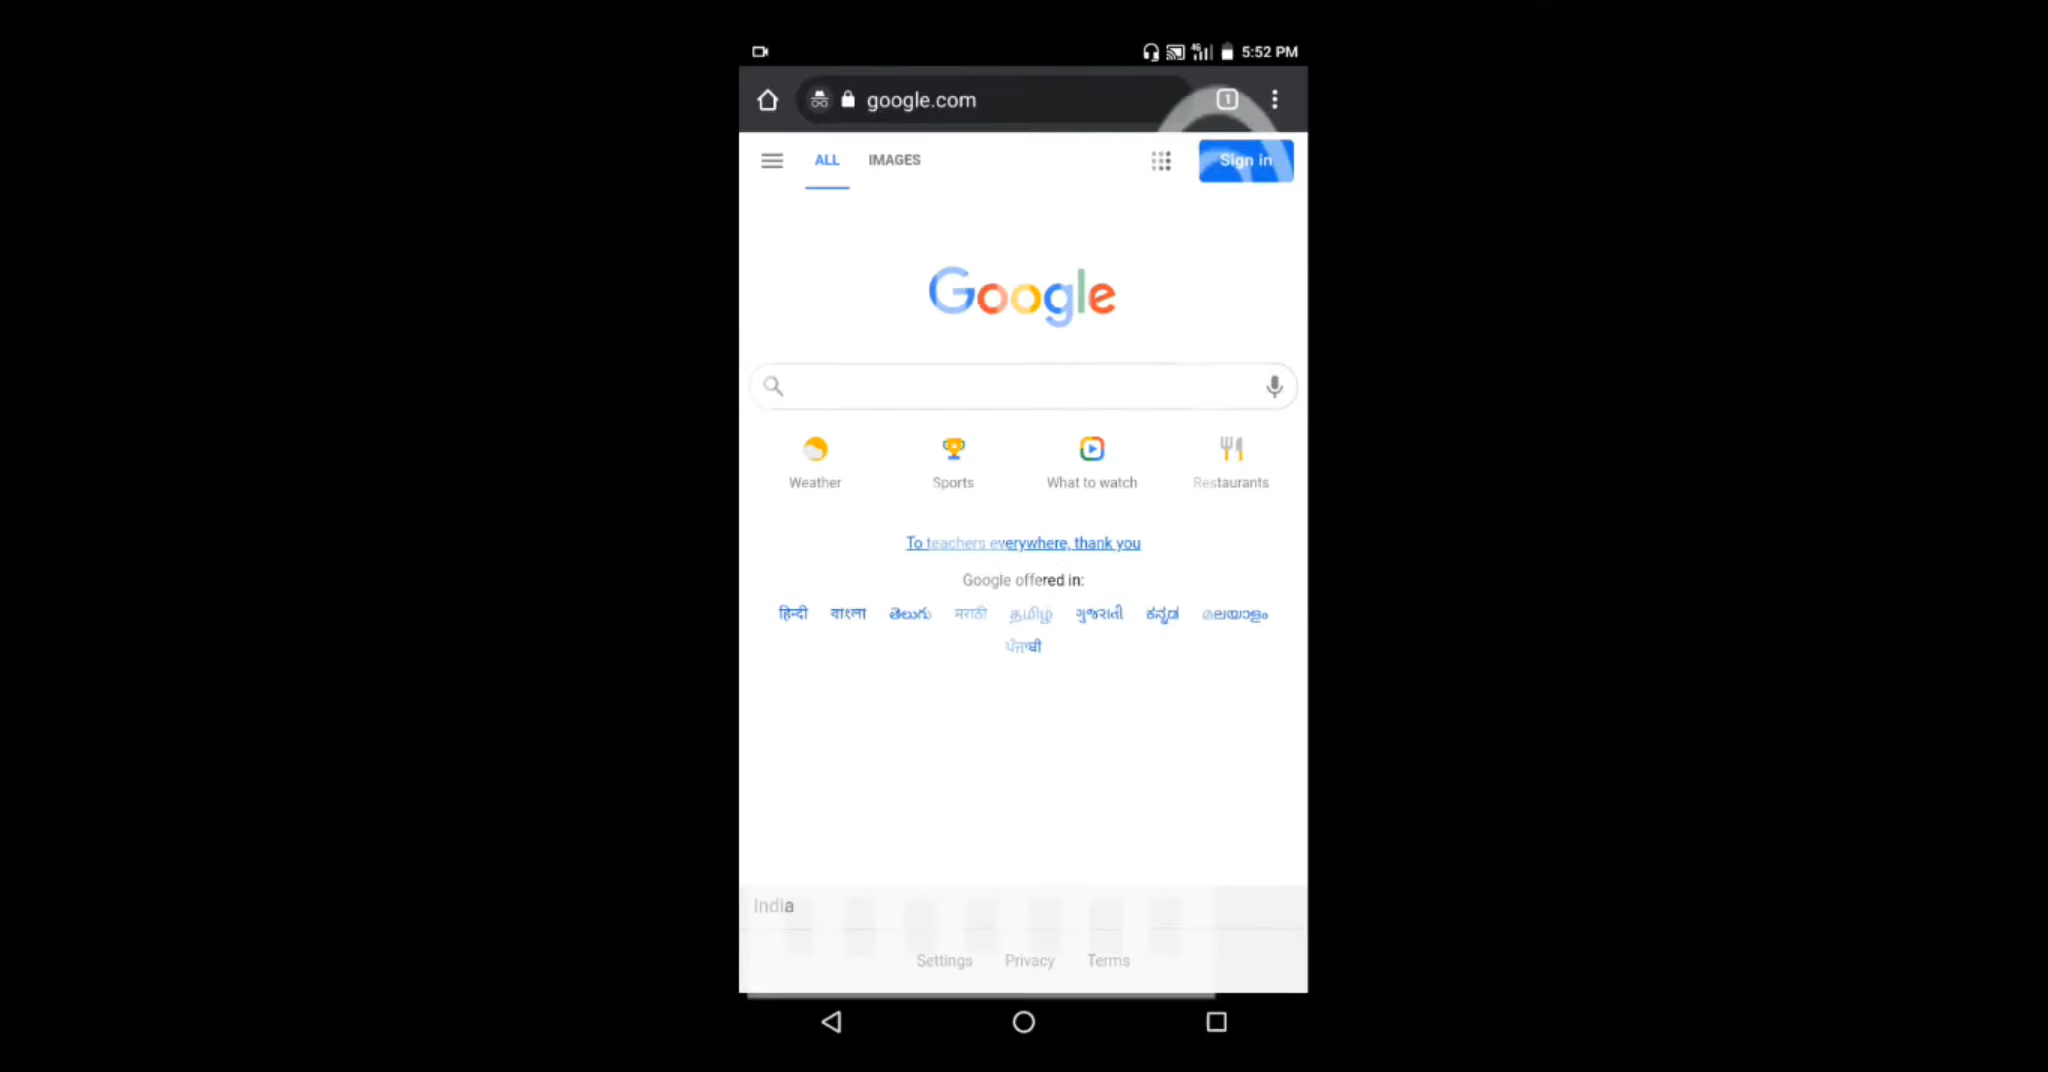 5:52 PM
google.com 1
ALL IMAGES Sign in
Google
Weather Sports What to watch Restaurants
To teachers everywhere, thank you
Google offered in:
हिन्दी বাংলা తెలుగు मराठी தமிழ் ગુજરાતી ಕನ್ನಡ മലയാളം
ਪੰਜਾਬੀ
India
Settings Privacy Terms